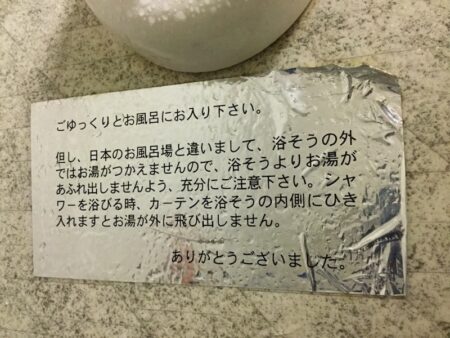 ごゆっくりとお風呂にお入り下さい。
但し、日本のお風呂場と違いまして、浴そうの外
ではお湯がつかえませんので、浴そうよりお湯が
あふれ出しませんよう、充分にご注意下さい。シャ
ワーを浴びる時、カーテンを浴そうの内側にひき
入れますとお湯が外に飛び出しません。
ありがとうございました。